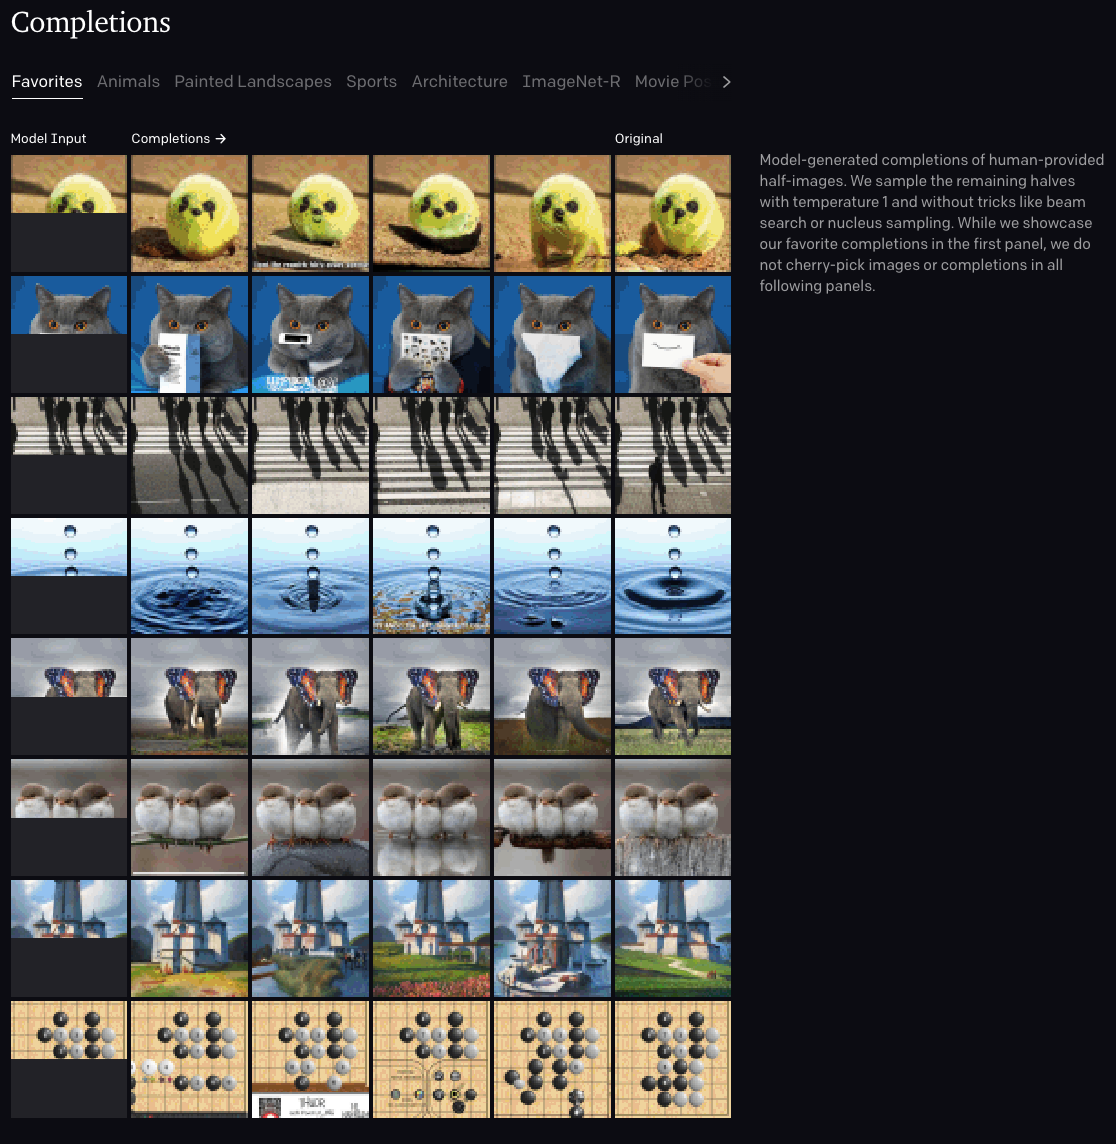 Completions
Favorites Animals Painted Landscapes Sports Architecture ImageNet-R Movie Pos
Model Input Completions → Original
Model-generated completions of human-provided
half-images. We sample the remaining halves
with temperature 1 and without tricks like beam
search or nucleus sampling. While we showcase
our favorite completions in the first panel, we do
not cherry-pick images or completions in all
following panels.